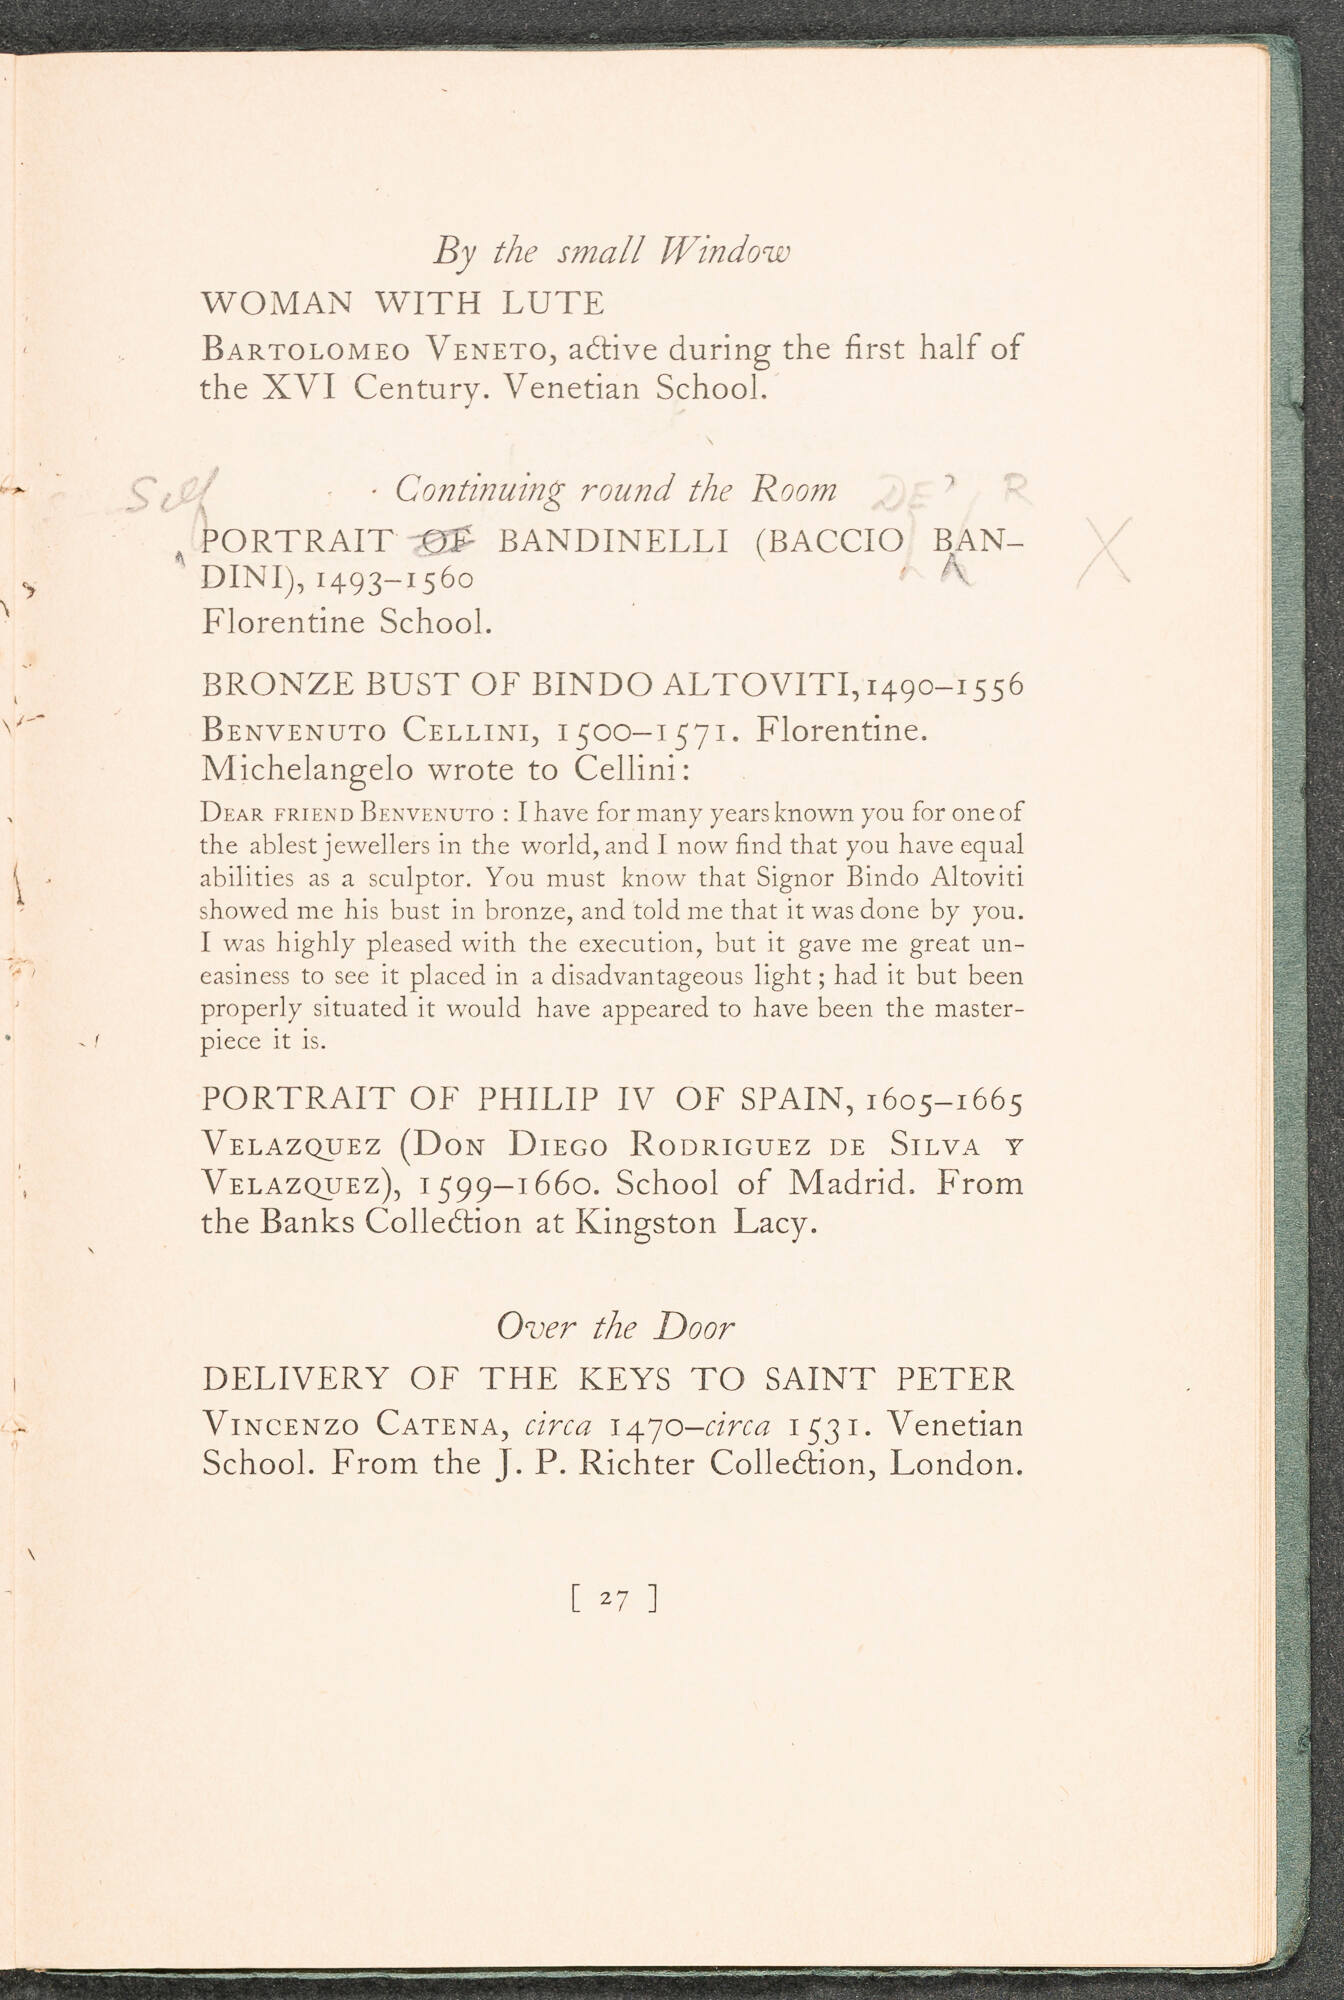 By the small Window
WOMAN WITH LUTE
BARTOLOMEO VENETO, active during the first half of
the XVI Century. Venetian School.
Self
Continuing round the Room
DE' R
PORTRAIT OF BANDINELLI (BACCIO BAN-
X
DINI), 1493–1560
Florentine School.
BRONZE BUST OF BINDO ALTOVITI, 1490–1556
BENVENUTO CELLINI, 1500–1571. Florentine.
Michelangelo wrote to Cellini:
DEAR FRIEND BENVENUTO : I have for many years known you for one of
the ablest jewellers in the world, and I now find that you have equal
abilities as a sculptor. You must know that Signor Bindo Altoviti
showed me his bust in bronze, and told me that it was done by you.
I was highly pleased with the execution, but it gave me great un-
easiness to see it placed in a disadvantageous light; had it but been
properly situated it would have appeared to have been the master-
piece it is.
PORTRAIT OF PHILIP IV OF SPAIN, 1605–1665
VELAZQUEZ (DON DIEGO RODRIGUEZ DE SILVA Y
VELAZQUEZ), 1599–1660. School of Madrid. From
the Banks Collection at Kingston Lacy.
Over the Door
DELIVERY OF THE KEYS TO SAINT PETER
VINCENZO CATENA, circa 1470–circa 1531. Venetian
School. From the J. P. Richter Collection, London.
[ 27 ]